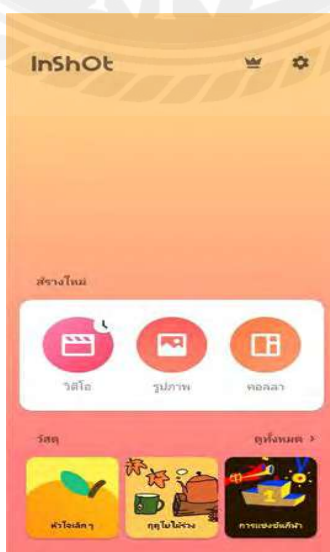 InShOt
สร้างใหม่
วิดีโอ
รูปภาพ
คอลลา
วัสดุ
ดูทั้งหมด >
หัวใจเล็กๆ
ฤดูใบไม้ร่วง
การแข่งขันกีฬา
1